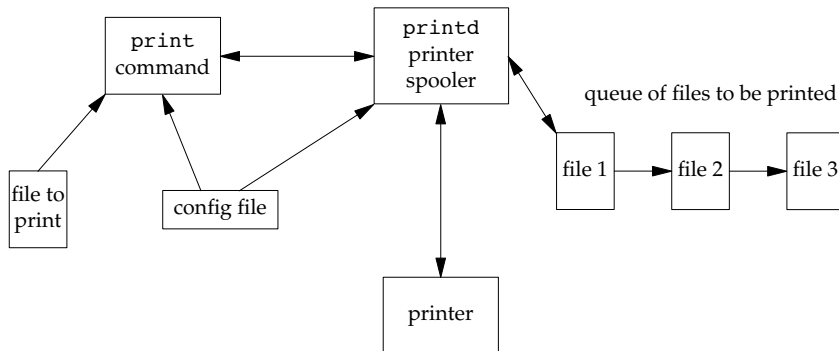 print
command
printd
printer
spooler
queue of files to be printed
file to
print
config file
file 1
file 2
file 3
printer